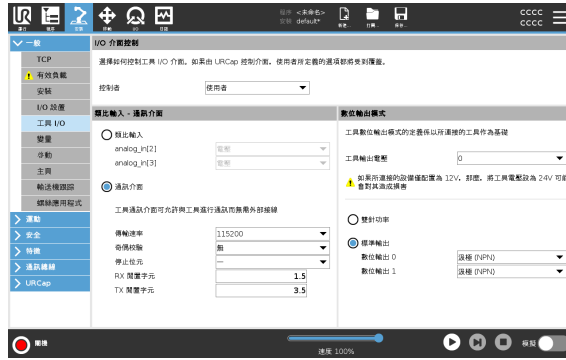 程序 <未命名>
安裝 default*
CCCC
CCCC
一般
I/O 介面控制
TCP
選擇如何控制工具 I/O 介面。如果由 URCap 控制介面，使用者所定義的選項都將受到覆蓋。
有效負載
安裝
控制者 使用者
I/O 設置
工具 I/O
類比輸入 - 通訊介面
數位輸出模式
變量
類比輸入
工具數位輸出模式的定義係以所連接的工具作為基礎
analog_in[2] 電壓
analog_in[3] 電壓
工具輸出電壓 0
主頁
輸送機跟蹤
通訊介面
如果所連接的設備僅配置為 12V，那麼，將工具電壓設為 24V 可能會對其造成損害
螺絲應用程式
工具通訊介面可允許與工具進行通訊而無需外部接線
運動
安全
特徵
通訊總線
URCap
傳輸速率 115200
奇偶校驗 無
停止位元 一
RX 閒置字元 1.5
TX 閒置字元 3.5
雙針功率
標準輸出
數位輸出 0 汲極 (NPN)
數位輸出 1 汲極 (NPN)
關機
速度 100%
模擬